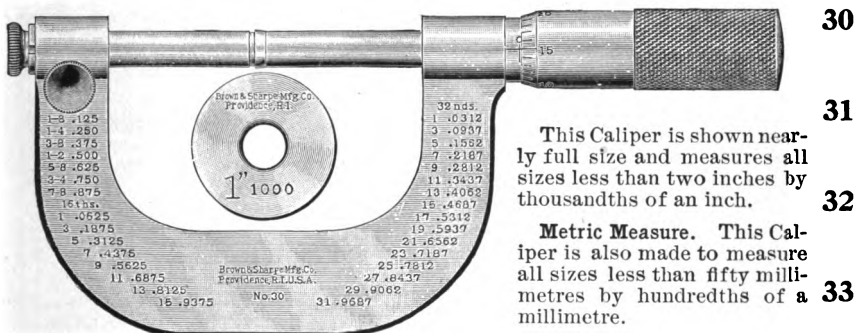 Brown & Sharpe Mfg. Co.
Providence, R.I.
1" 1000
1-8 .125
1-4 .250
3-8 .375
1-2 .500
5-8 .625
3-4 .750
7-8 .875
16ths.
1 .0625
3 .1875
5 .3125
7 .4375
9 .5625
11 .6875
13 .8125
15 .9375
Brown & Sharpe Mfg. Co.
Providence, R.I. U.S.A.
No. 30
32nds.
1 .0312
3 .0937
5 .1562
7 .2187
9 .2812
11 .3437
13 .4062
15 .4687
17 .5312
19 .5937
21 .6562
23 .7187
25 .7812
27 .8437
29 .9062
31 .9687
15
This Caliper is shown near-
ly full size and measures all
sizes less than two inches by
thousandths of an inch.
Metric Measure. This Cal-
iper is also made to measure
all sizes less than fifty milli-
metres by hundredths of a
millimetre.
30
31
32
33